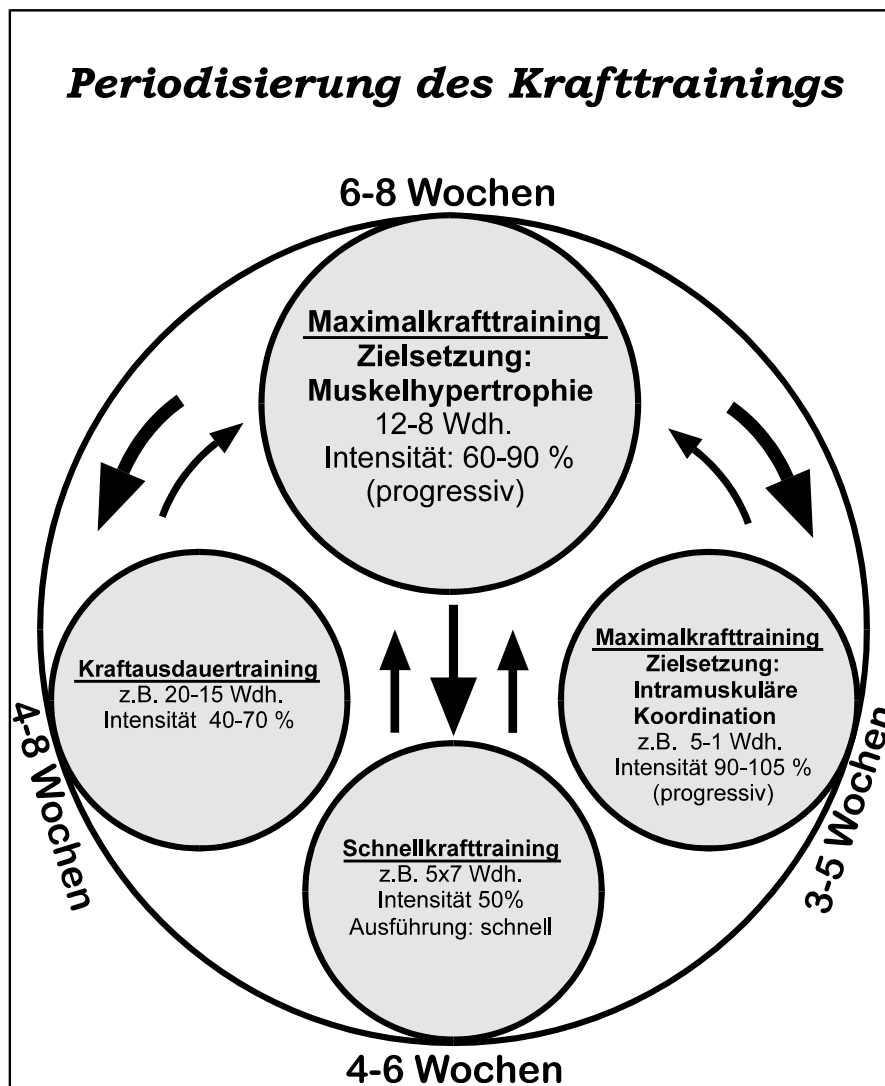 Periodisierung des Krafttrainings
6-8 Wochen
Maximalkrafttraining
Zielsetzung:
Muskelhypertrophie
12-8 Wdh.
Intensität: 60-90 %
(progressiv)
Kraftausdauertraining
z.B. 20-15 Wdh.
Intensität 40-70 %
4-8 Wochen
Maximalkrafttraining
Zielsetzung:
Intramuskuläre
Koordination
z.B. 5-1 Wdh.
Intensität 90-105 %
(progressiv)
3-5 Wochen
Schnellkrafttraining
z.B. 5x7 Wdh.
Intensität 50%
Ausführung: schnell
4-6 Wochen